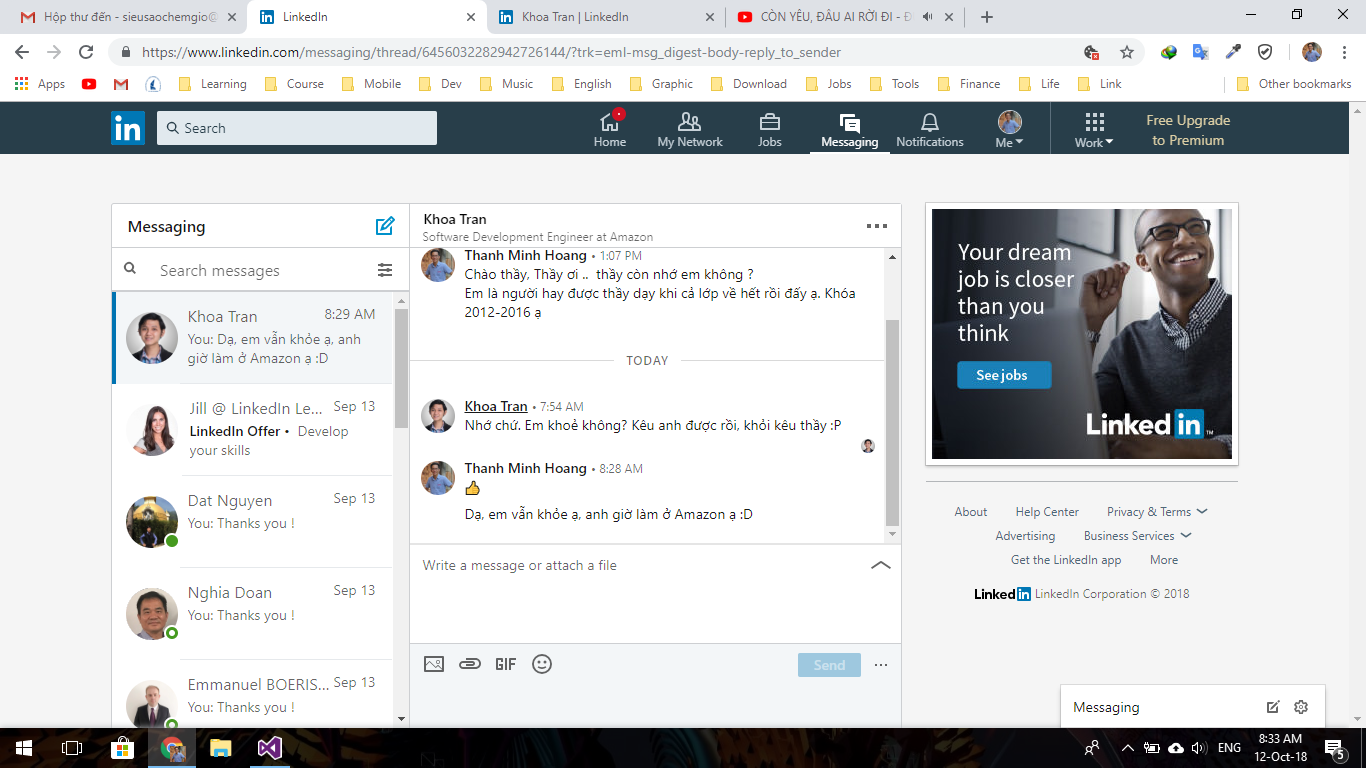 Hộp thư đến - sieusaochemgio@
LinkedIn
Khoa Tran | LinkedIn
CÒN YÊU, ĐÂU AI RỜI ĐI - Đ
https://www.linkedin.com/messaging/thread/6456032282942726144/?trk=eml-msg_digest-body-reply_to_sender
Apps
Learning
Course
Mobile
Dev
Music
English
Graphic
Download
Jobs
Tools
Finance
Life
Link
Other bookmarks
in
Search
Home
My Network
Jobs
Messaging
Notifications
Me
Work
Free Upgrade
to Premium
Messaging
Search messages
Khoa Tran
8:29 AM
You: Dạ, em vẫn khỏe ạ, anh
giờ làm ở Amazon ạ :D
Jill @ LinkedIn Le...
Sep 13
LinkedIn Offer • Develop
your skills
Dat Nguyen
Sep 13
You: Thanks you !
Nghia Doan
Sep 13
You: Thanks you !
Emmanuel BOERIS...
Sep 13
You: Thanks you !
Khoa Tran
Software Development Engineer at Amazon
Thanh Minh Hoang • 1:07 PM
Chào thầy, Thầy ơi .. thầy còn nhớ em không ?
Em là người hay được thầy dạy khi cả lớp về hết rồi đấy ạ. Khóa
2012-2016 ạ
TODAY
Khoa Tran • 7:54 AM
Nhớ chứ. Em khoẻ không? Kêu anh được rồi, khỏi kêu thầy :P
Thanh Minh Hoang • 8:28 AM
👍
Dạ, em vẫn khỏe ạ, anh giờ làm ở Amazon ạ :D
Write a message or attach a file
GIF
Send
Your dream
job is closer
than you
think
See jobs
Linked in™
About
Help Center
Privacy & Terms
Advertising
Business Services
Get the LinkedIn app
More
Linked in LinkedIn Corporation © 2018
Messaging
ENG
8:33 AM
12-Oct-18
5